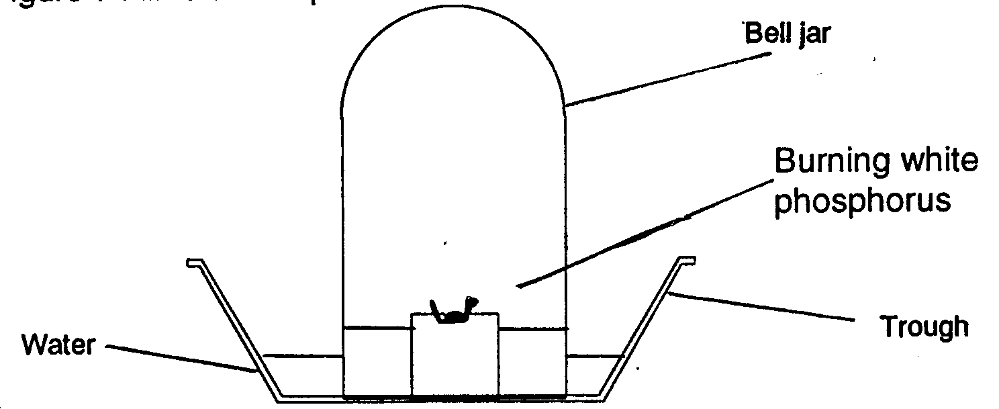 Bell jar
Burning white
phosphorus
Water
Trough